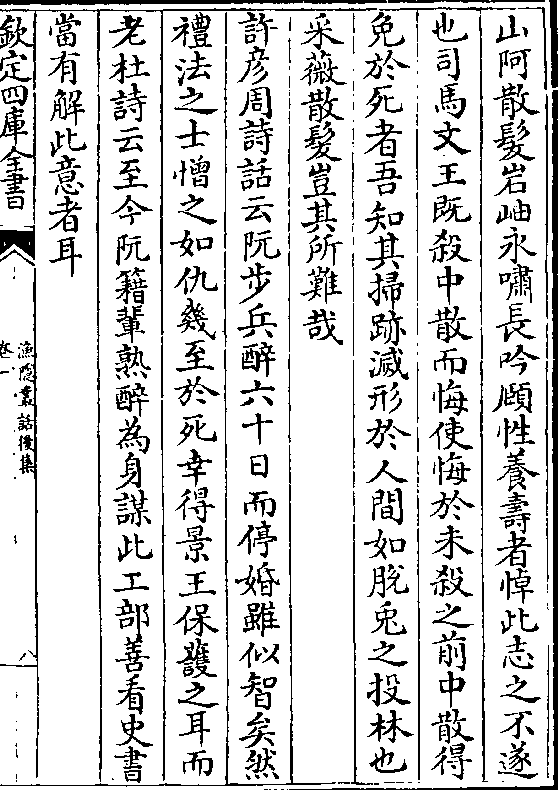 山阿散髮岩岫永嘯長吟頤性養壽者悼此志之不遂
也司馬文王既殺中散而悔使悔於未殺之前中散得
免於死者吾知其掃跡滅形於人間如脫兎之投林也
采薇散髮豈其所難哉
許彦周詩話云阮步兵醉六十日而停婚雖似智矣然
禮法之士憎之如仇幾至於死幸得景王保護之耳而
老杜詩云至今阮籍輩熟醉為身謀此工部善看史書
當有解此意者耳
欽定四庫全書
漁隱叢話後集
卷一
八